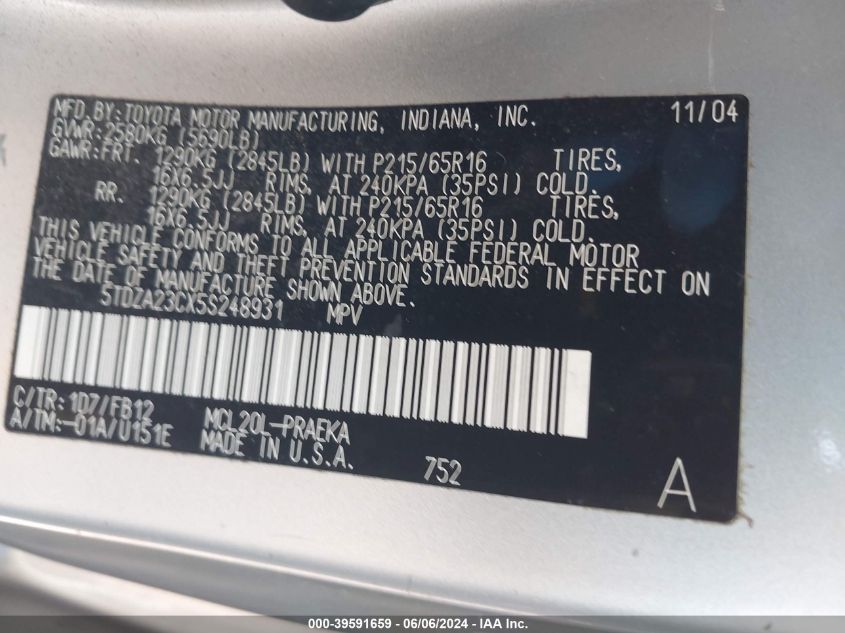 MFD. BY: TOYOTA MOTOR MANUFACTURING, INDIANA, INC. 11/04
GVWR: 2580KG (5690LB)
GAWR: FRT. 1290KG (2845LB) WITH P215/65R16 TIRES,
16X6.5JJ RIMS, AT 240KPA (35PSI) COLD.
RR. 1290KG (2845LB) WITH P215/65R16 TIRES,
16X6.5JJ RIMS, AT 240KPA (35PSI) COLD.
THIS VEHICLE CONFORMS TO ALL APPLICABLE FEDERAL MOTOR
VEHICLE SAFETY AND THEFT PREVENTION STANDARDS IN EFFECT ON
THE DATE OF MANUFACTURE SHOWN ABOVE.
5TDZA23CX5S248931 MPV
C/TR: 1D7/FB12 MCL20L-PRAEKA
A/TM:-01A/U151E MADE IN U.S.A.
752
A
000-39591659 - 06/06/2024 - IAA Inc.